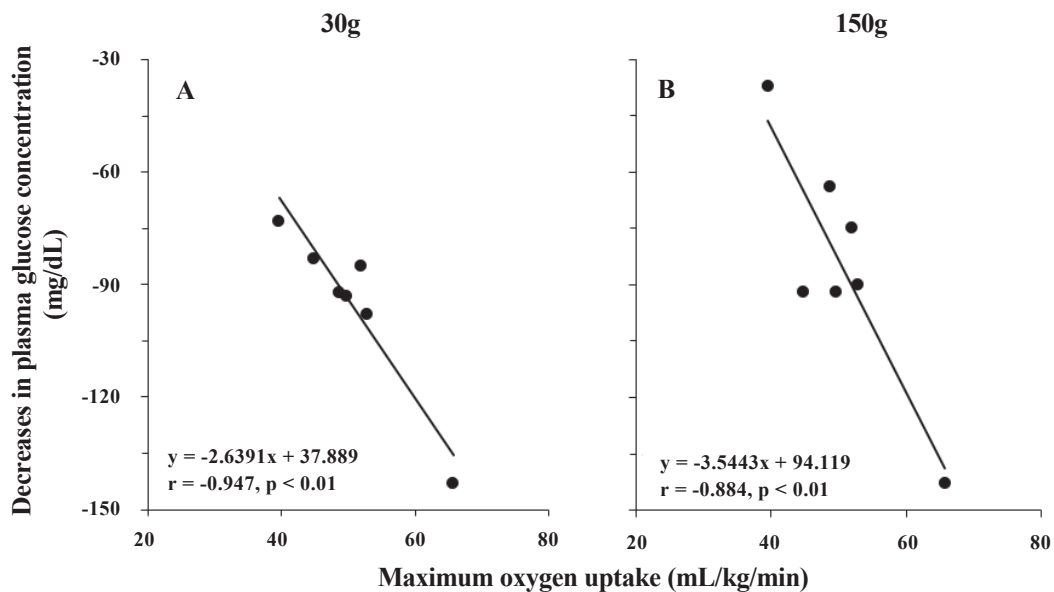 30g
150g
Decreases in plasma glucose concentration
(mg/dL)
-30
-60
-90
-120
-150
A
y = -2.6391x + 37.889
r = -0.947, p < 0.01
20
40
60
80
B
y = -3.5443x + 94.119
r = -0.884, p < 0.01
20
40
60
80
Maximum oxygen uptake (mL/kg/min)